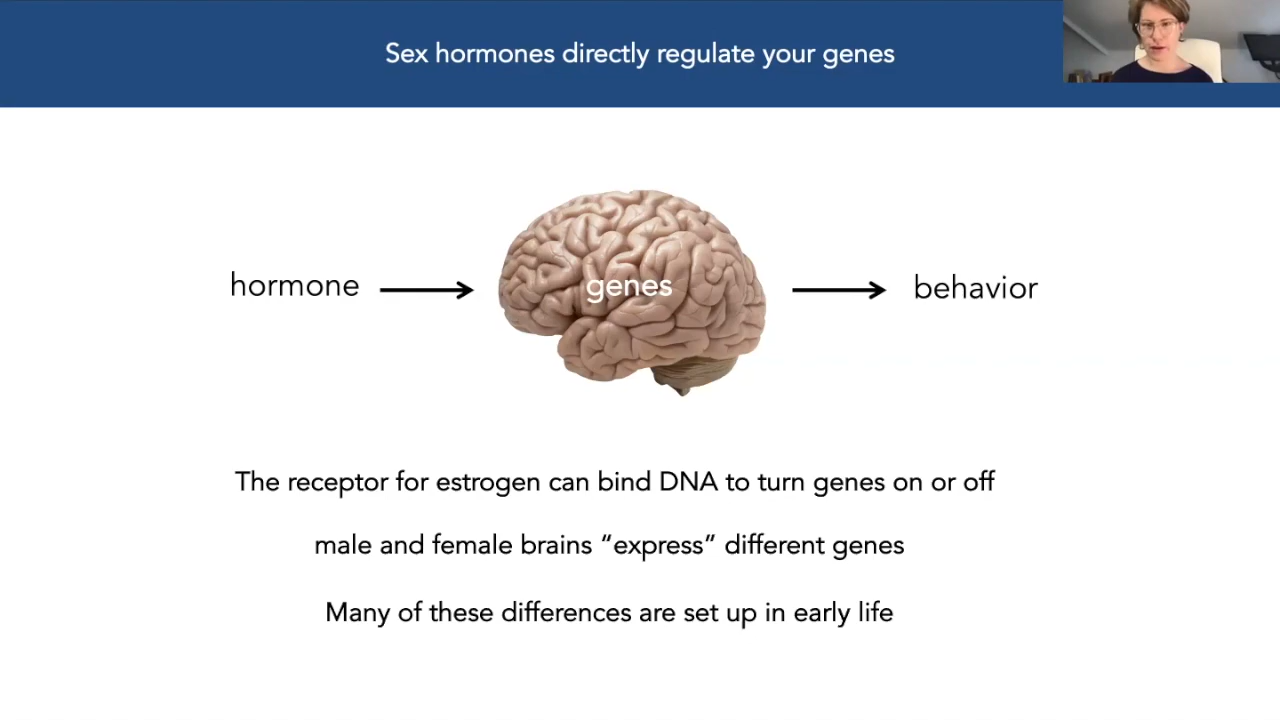 Sex hormones directly regulate your genes
hormone
genes
behavior
The receptor for estrogen can bind DNA to turn genes on or off
male and female brains “express” different genes
Many of these differences are set up in early life